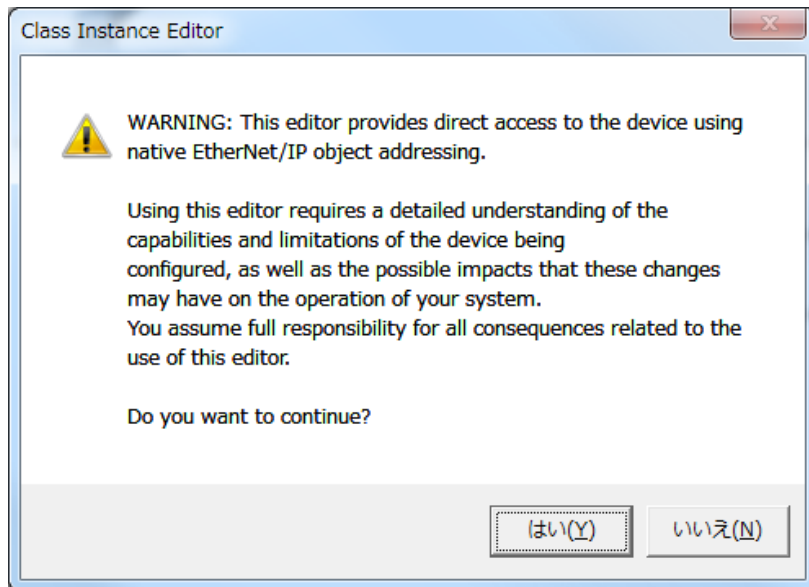 Class Instance Editor
WARNING: This editor provides direct access to the device using
native EtherNet/IP object addressing.
Using this editor requires a detailed understanding of the
capabilities and limitations of the device being
configured, as well as the possible impacts that these changes
may have on the operation of your system.
You assume full responsibility for all consequences related to the
use of this editor.
Do you want to continue?
はい(Y)
いいえ(N)